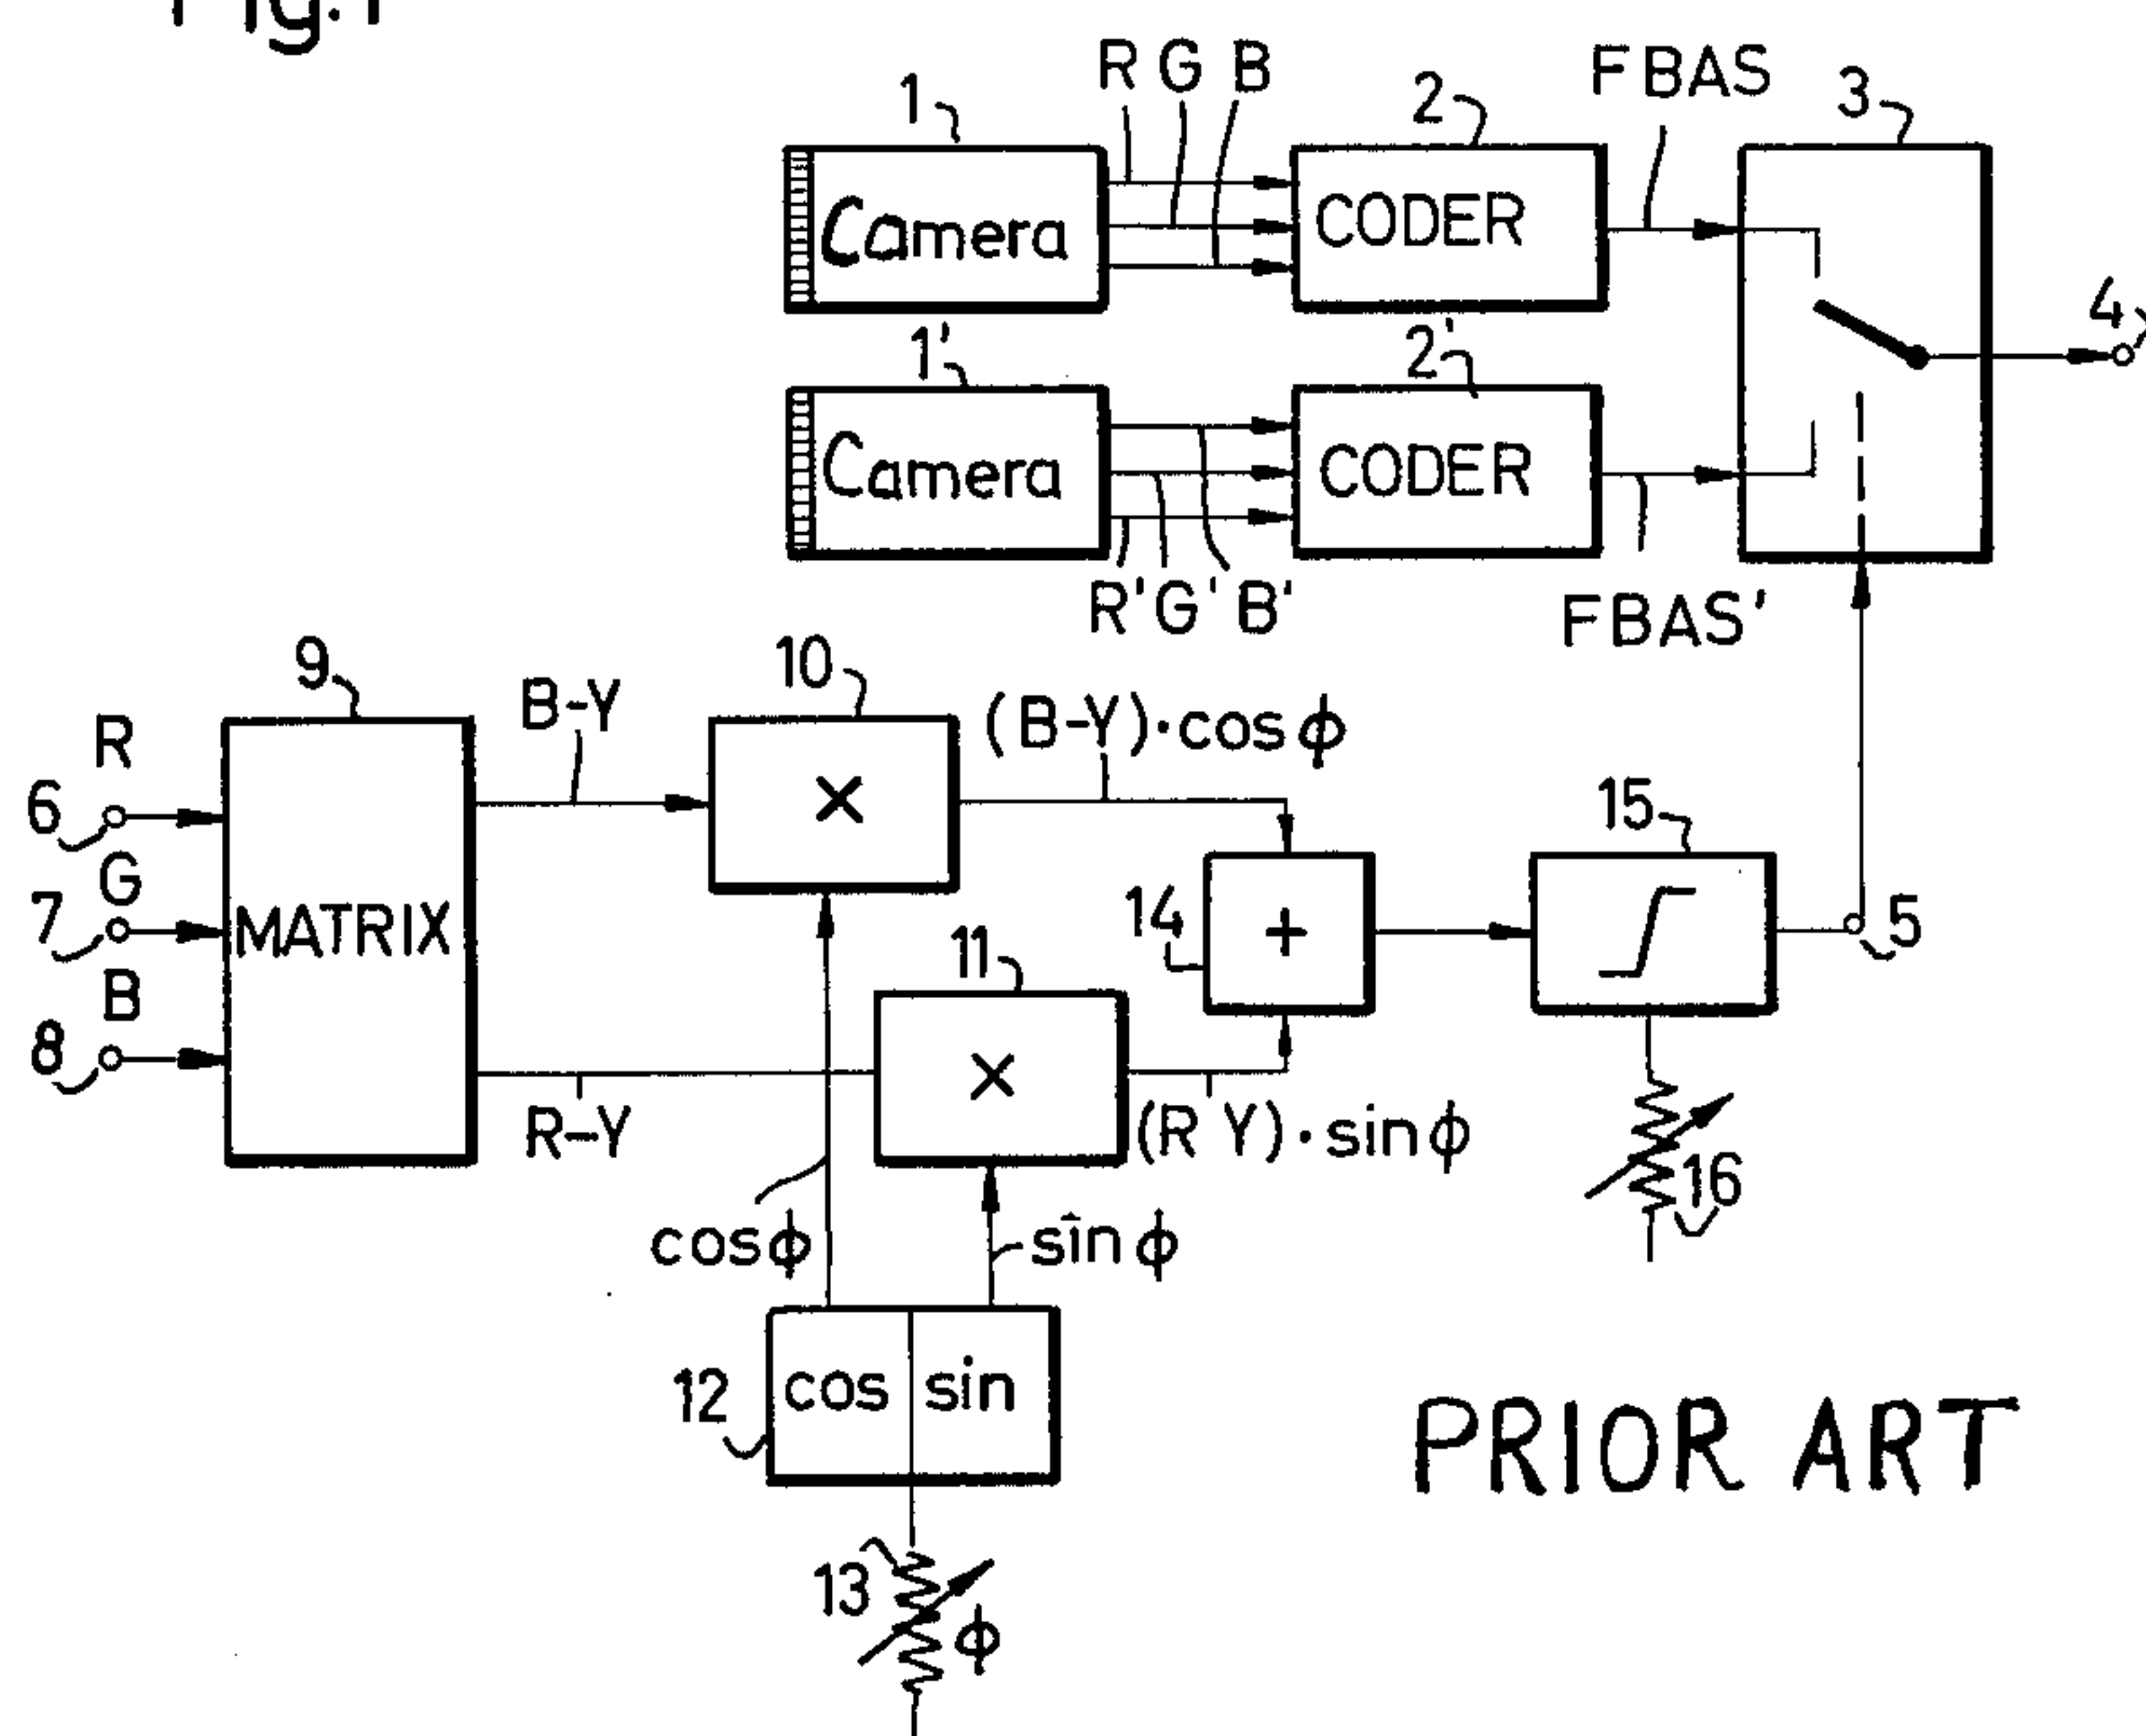 Fig.1
R G B
FBAS
1
2
3
Camera
CODER
4
1'
2'
Camera
CODER
R' G' B'
FBAS'
9
10
B-Y
(B-Y)·cos ϕ
R
6
×
15
G
7
MATRIX
14
+
5
11
B
8
×
R-Y
(R Y)·sin ϕ
16
cos ϕ
sin ϕ
12
cos
sin
PRIOR ART
13
ϕ